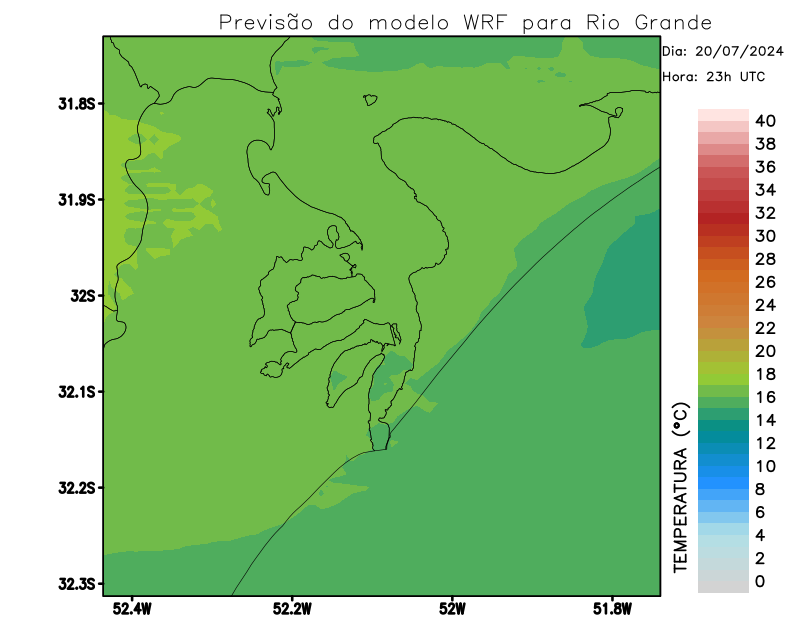 Previsão do modelo WRF para Rio Grande
Dia: 20/07/2024
Hora: 23h UTC
31.8S
31.9S
32S
32.1S
32.2S
32.3S
52.4W
52.2W
52W
51.8W
TEMPERATURA (°C)
40
38
36
34
32
30
28
26
24
22
20
18
16
14
12
10
8
6
4
2
0